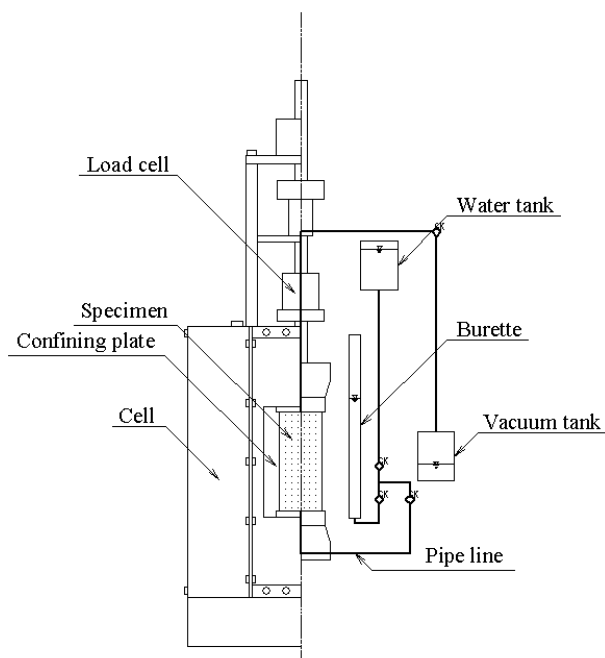 Load cell
Water tank
Specimen
Confining plate
Burette
Cell
Vacuum tank
Pipe line